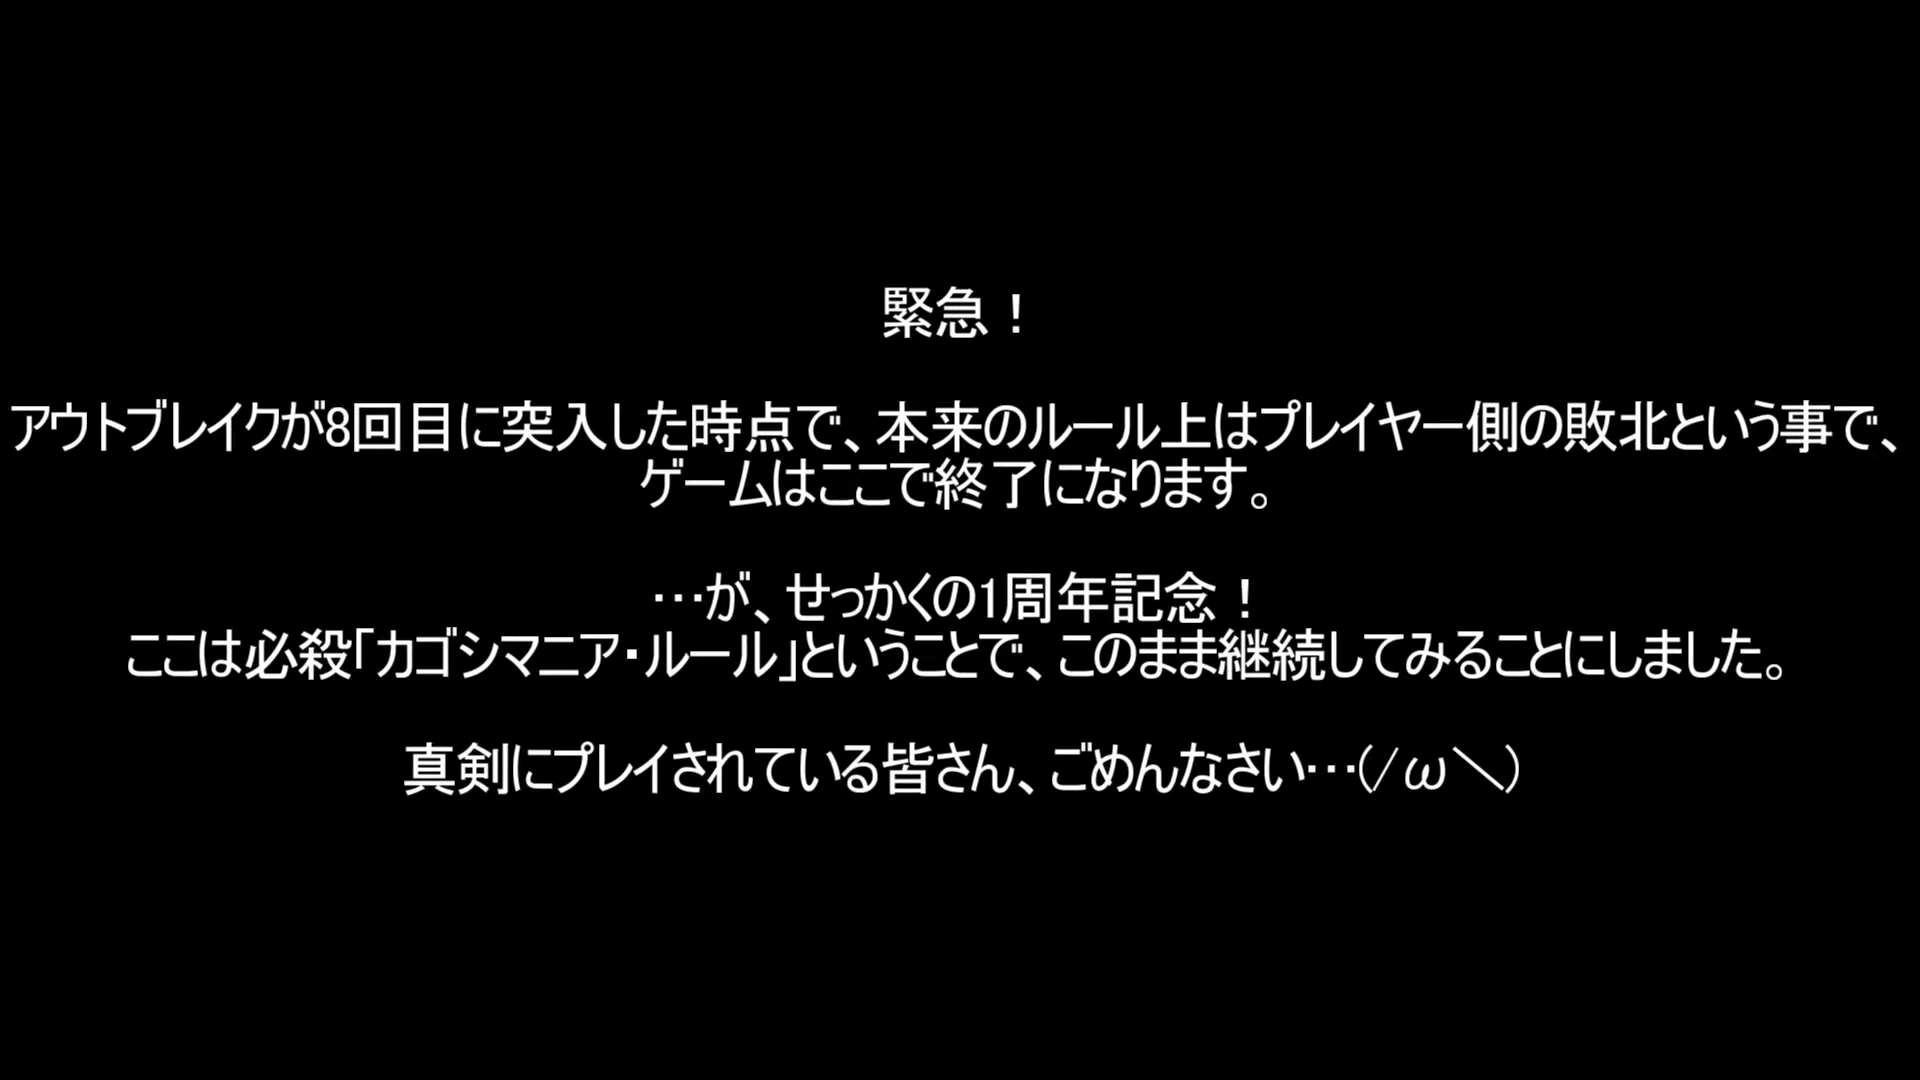 緊急！
アウトブレイクが8回目に突入した時点で、本来のルール上はプレイヤー側の敗北という事で、
ゲームはここで終了になります。
…が、せっかくの1周年記念！
ここは必殺｢カゴシマニア・ルール｣ということで、このまま継続してみることにしました。
真剣にプレイされている皆さん、ごめんなさい…(/ω＼)